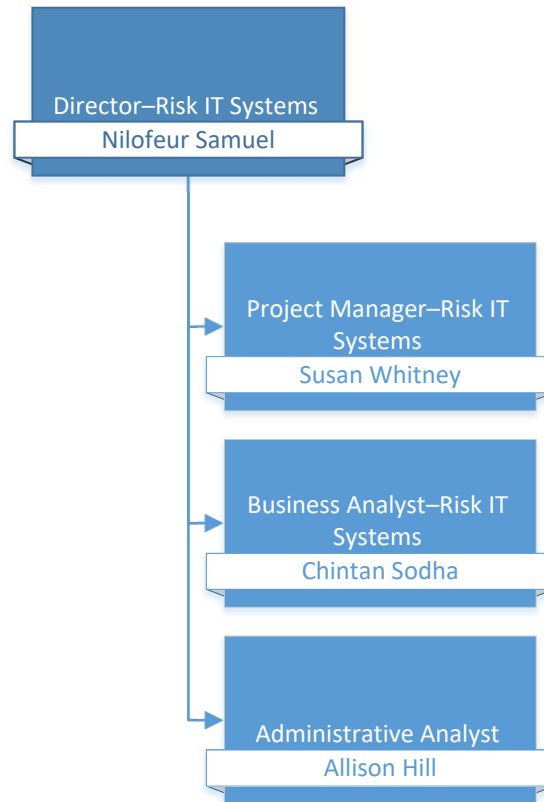 Director–Risk IT Systems
Nilofeur Samuel
Project Manager–Risk IT
Systems
Susan Whitney
Business Analyst–Risk IT
Systems
Chintan Sodha
Administrative Analyst
Allison Hill